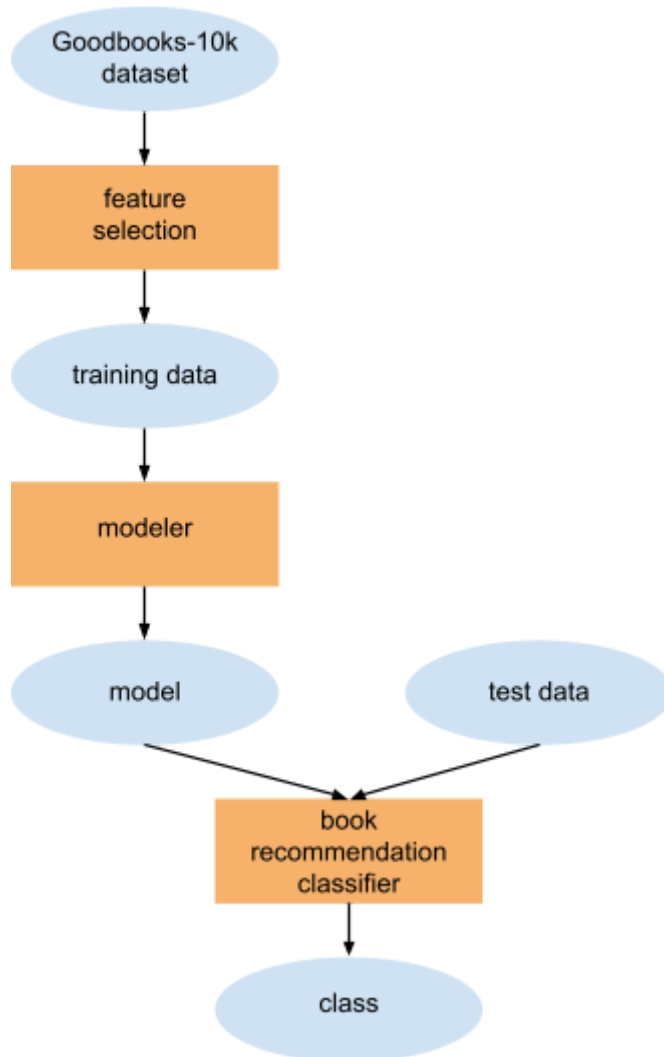 Goodbooks-10k
dataset
feature
selection
training data
modeler
model
test data
book
recommendation
classifier
class